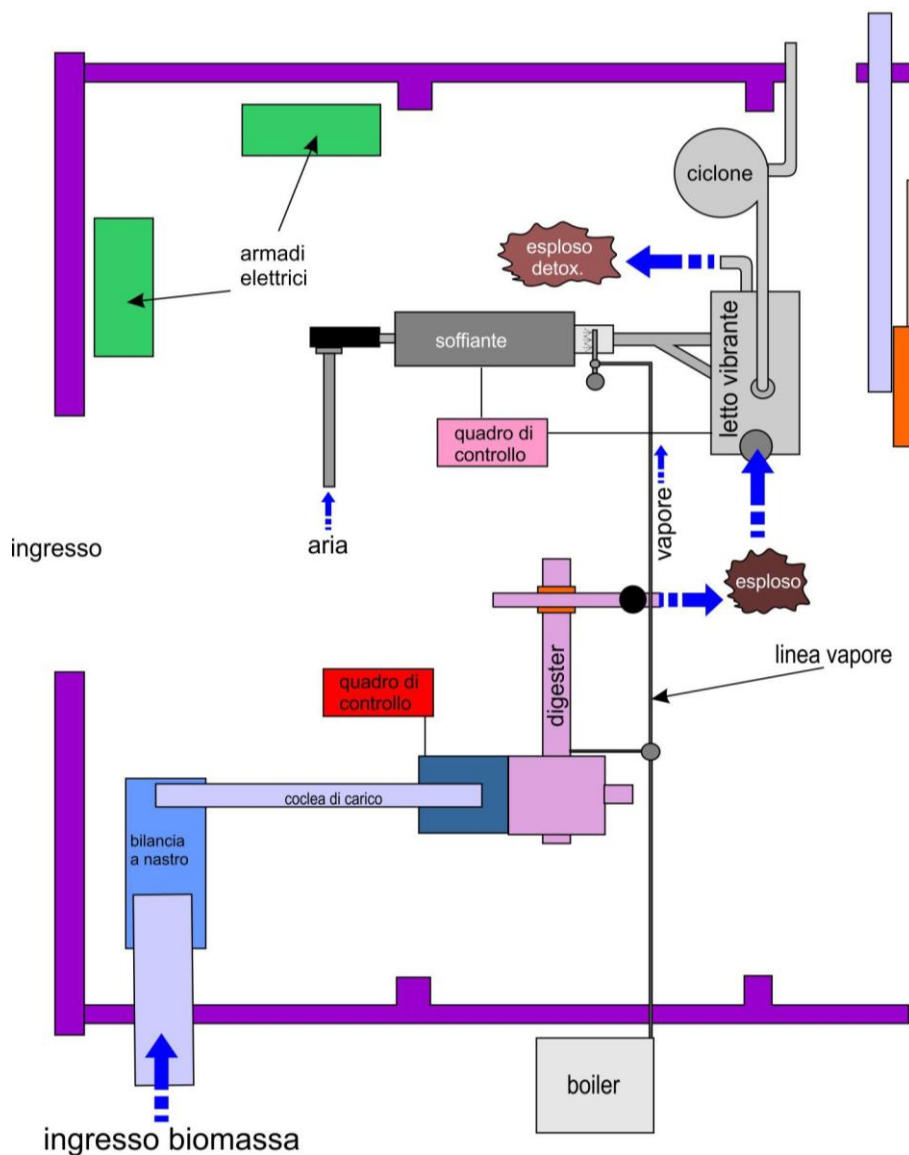 ciclone
esploso
detox.
armadi
elettrici
soffiante
letto vibrante
quadro di
controllo
vapore
ingresso
aria
esploso
linea vapore
quadro di
controllo
digester
coclea di carico
bilancia
a nastro
boiler
ingresso biomassa